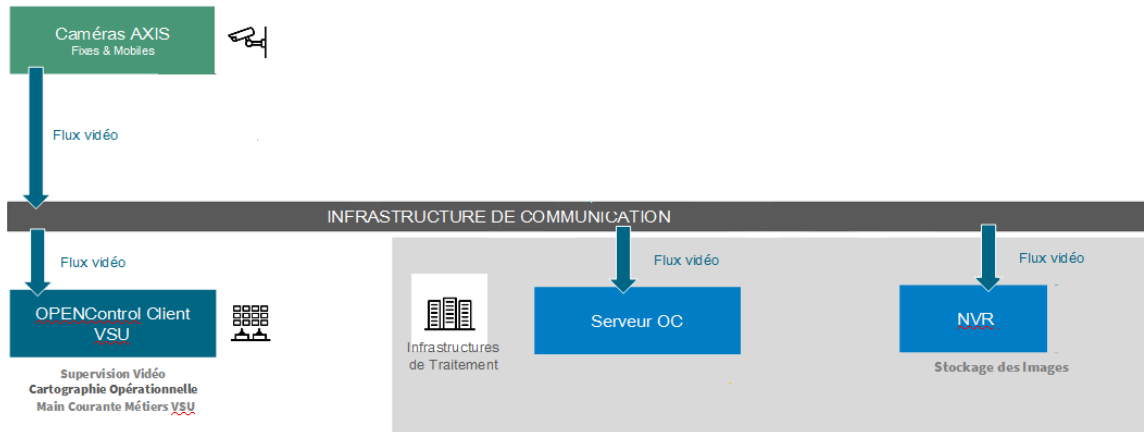 Caméras AXIS
Fixes & Mobiles
Flux vidéo
INFRASTRUCTURE DE COMMUNICATION
Flux vidéo
Flux vidéo
Flux vidéo
OPENControl Client
VSU
Serveur OC
NVR
Infrastructures
de Traitement
Stockage des Images
Supervision Vidéo
Cartographie Opérationnelle
Main Courante Métiers VSU